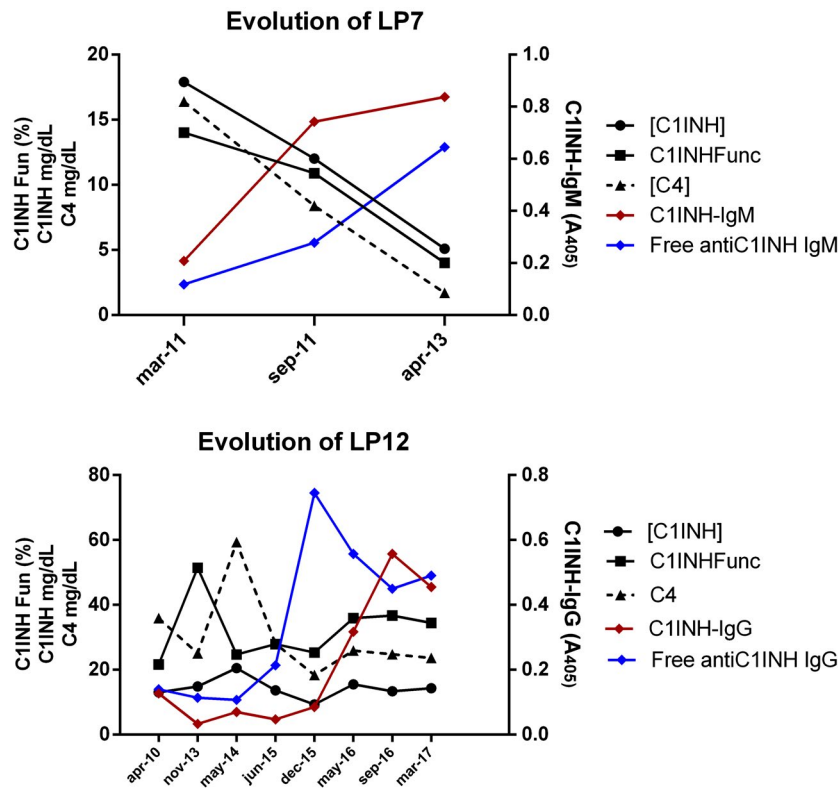 Evolution of LP7
C1INH Fun (%)
C1INH mg/dL
C4 mg/dL
20
15
10
5
0
1.0
0.8
0.6
0.4
0.2
0.0
C1INH-IgM (A405)
mar-11
sep-11
apr-13
[C1INH]
C1INHFunc
[C4]
C1INH-IgM
Free antiC1INH IgM
Evolution of LP12
C1INH Fun (%)
C1INH mg/dL
C4 mg/dL
80
60
40
20
0
0.8
0.6
0.4
0.2
0.0
C1INH-IgG (A405)
apr-10
nov-13
may-14
jun-15
dec-15
may-16
sep-16
mar-17
[C1INH]
C1INHFunc
C4
C1INH-IgG
Free antiC1INH IgG